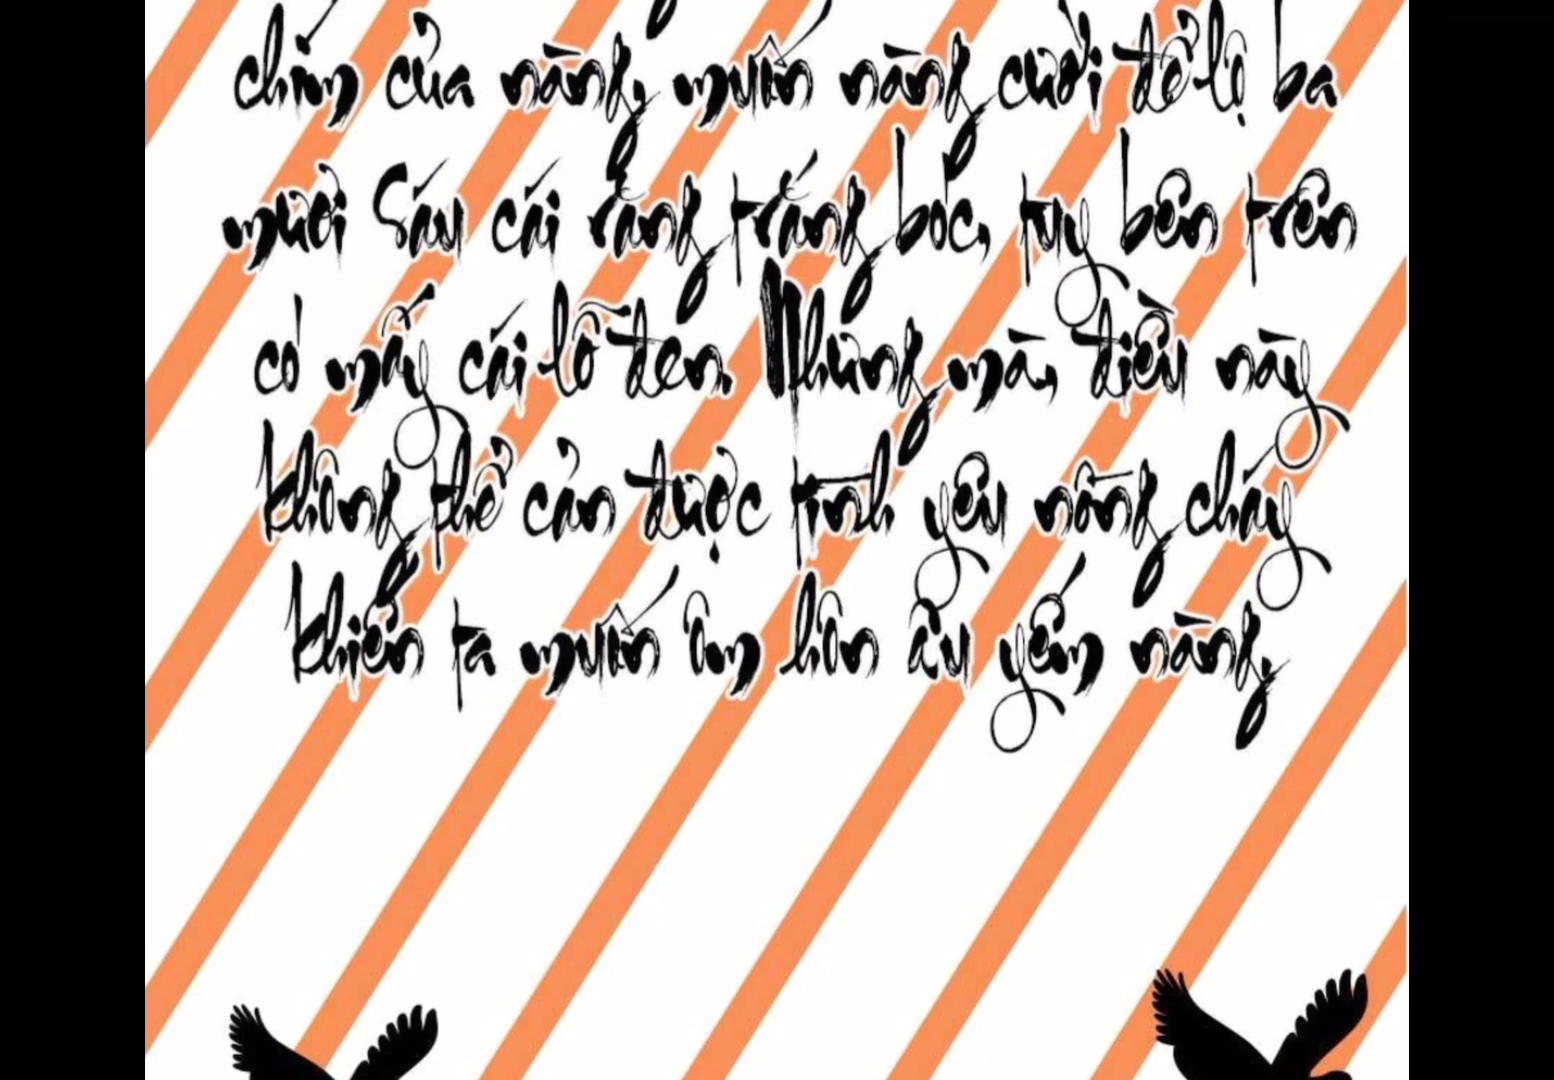 chím của nàng, muốn nàng cười để lộ ba
mươi sáu cái răng trắng bóc, tuy bên trên
có mấy cái lỗ đen. Nhưng mà, điều này
không thể cản được tình yêu nồng cháy
khiến ta muốn ôm hôn âu yếm nàng.